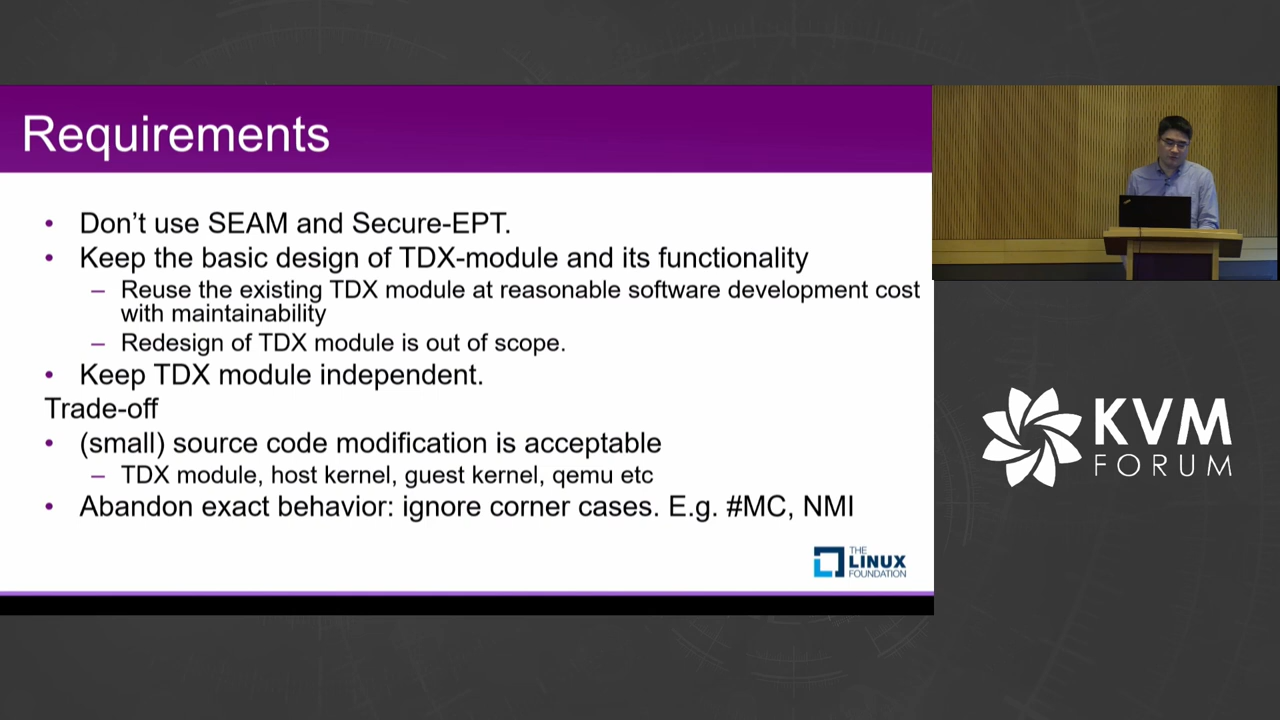 Requirements
• Don’t use SEAM and Secure-EPT.
• Keep the basic design of TDX-module and its functionality
– Reuse the existing TDX module at reasonable software development cost
with maintainability
– Redesign of TDX module is out of scope.
• Keep TDX module independent.
Trade-off
• (small) source code modification is acceptable
– TDX module, host kernel, guest kernel, qemu etc
• Abandon exact behavior: ignore corner cases. E.g. #MC, NMI
THE
LINUX
FOUNDATION
KVM
FORUM